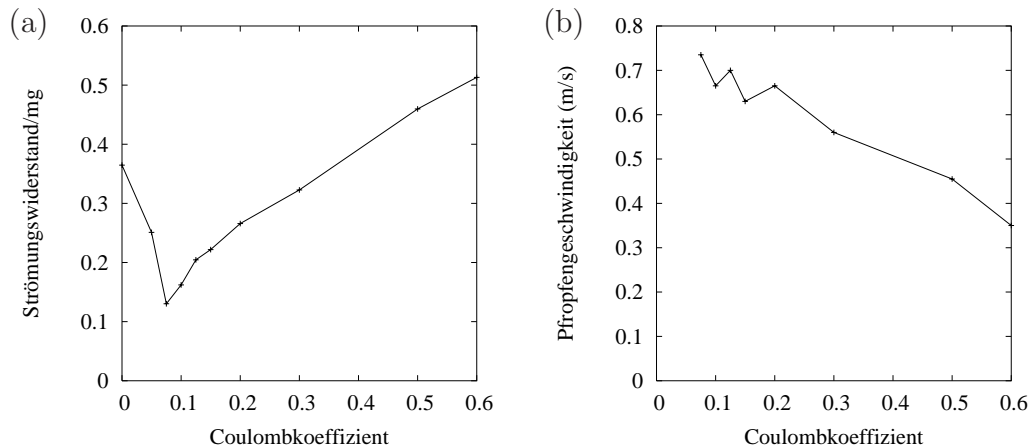 (a)
0.6
0.5
0.4
0.3
0.2
0.1
0
0 0.1 0.2 0.3 0.4 0.5 0.6
Strömungswiderstand/mg
Coulombkoeffizient
(b)
0.8
0.7
0.6
0.5
0.4
0.3
0.2
0.1
0
0 0.1 0.2 0.3 0.4 0.5 0.6
Pfropfengeschwindigkeit (m/s)
Coulombkoeffizient